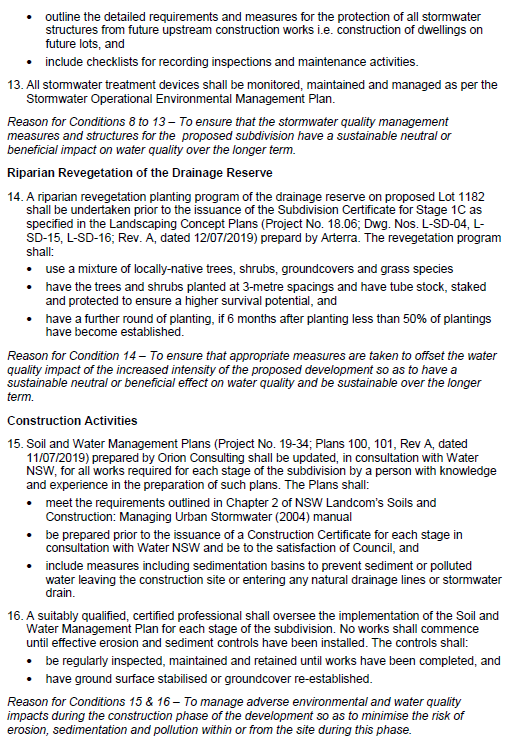 • outline the detailed requirements and measures for the protection of all stormwater
structures from future upstream construction works i.e. construction of dwellings on
future lots, and
• include checklists for recording inspections and maintenance activities.
13. All stormwater treatment devices shall be monitored, maintained and managed as per the
Stormwater Operational Environmental Management Plan.
Reason for Conditions 8 to 13 – To ensure that the stormwater quality management
measures and structures for the proposed subdivision have a sustainable neutral or
beneficial impact on water quality over the longer term.
Riparian Revegetation of the Drainage Reserve
14. A riparian revegetation planting program of the drainage reserve on proposed Lot 1182
shall be undertaken prior to the issuance of the Subdivision Certificate for Stage 1C as
specified in the Landscaping Concept Plans (Project No. 18.06; Dwg. Nos. L-SD-04, L-
SD-15, L-SD-16; Rev. A, dated 12/07/2019) prepard by Arterra. The revegetation program
shall:
• use a mixture of locally-native trees, shrubs, groundcovers and grass species
• have the trees and shrubs planted at 3-metre spacings and have tube stock, staked
and protected to ensure a higher survival potential, and
• have a further round of planting, if 6 months after planting less than 50% of plantings
have become established.
Reason for Condition 14 – To ensure that appropriate measures are taken to offset the water
quality impact of the increased intensity of the proposed development so as to have a
sustainable neutral or beneficial effect on water quality and be sustainable over the longer
term.
Construction Activities
15. Soil and Water Management Plans (Project No. 19-34; Plans 100, 101, Rev A, dated
11/07/2019) prepared by Orion Consulting shall be updated, in consultation with Water
NSW, for all works required for each stage of the subdivision by a person with knowledge
and experience in the preparation of such plans. The Plans shall:
• meet the requirements outlined in Chapter 2 of NSW Landcom's Soils and
Construction: Managing Urban Stormwater (2004) manual
• be prepared prior to the issuance of a Construction Certificate for each stage in
consultation with Water NSW and be to the satisfaction of Council, and
• include measures including sedimentation basins to prevent sediment or polluted
water leaving the construction site or entering any natural drainage lines or stormwater
drain.
16. A suitably qualified, certified professional shall oversee the implementation of the Soil and
Water Management Plan for each stage of the subdivision. No works shall commence
until effective erosion and sediment controls have been installed. The controls shall:
• be regularly inspected, maintained and retained until works have been completed, and
• have ground surface stabilised or groundcover re-established.
Reason for Conditions 15 & 16 – To manage adverse environmental and water quality
impacts during the construction phase of the development so as to minimise the risk of
erosion, sedimentation and pollution within or from the site during this phase.